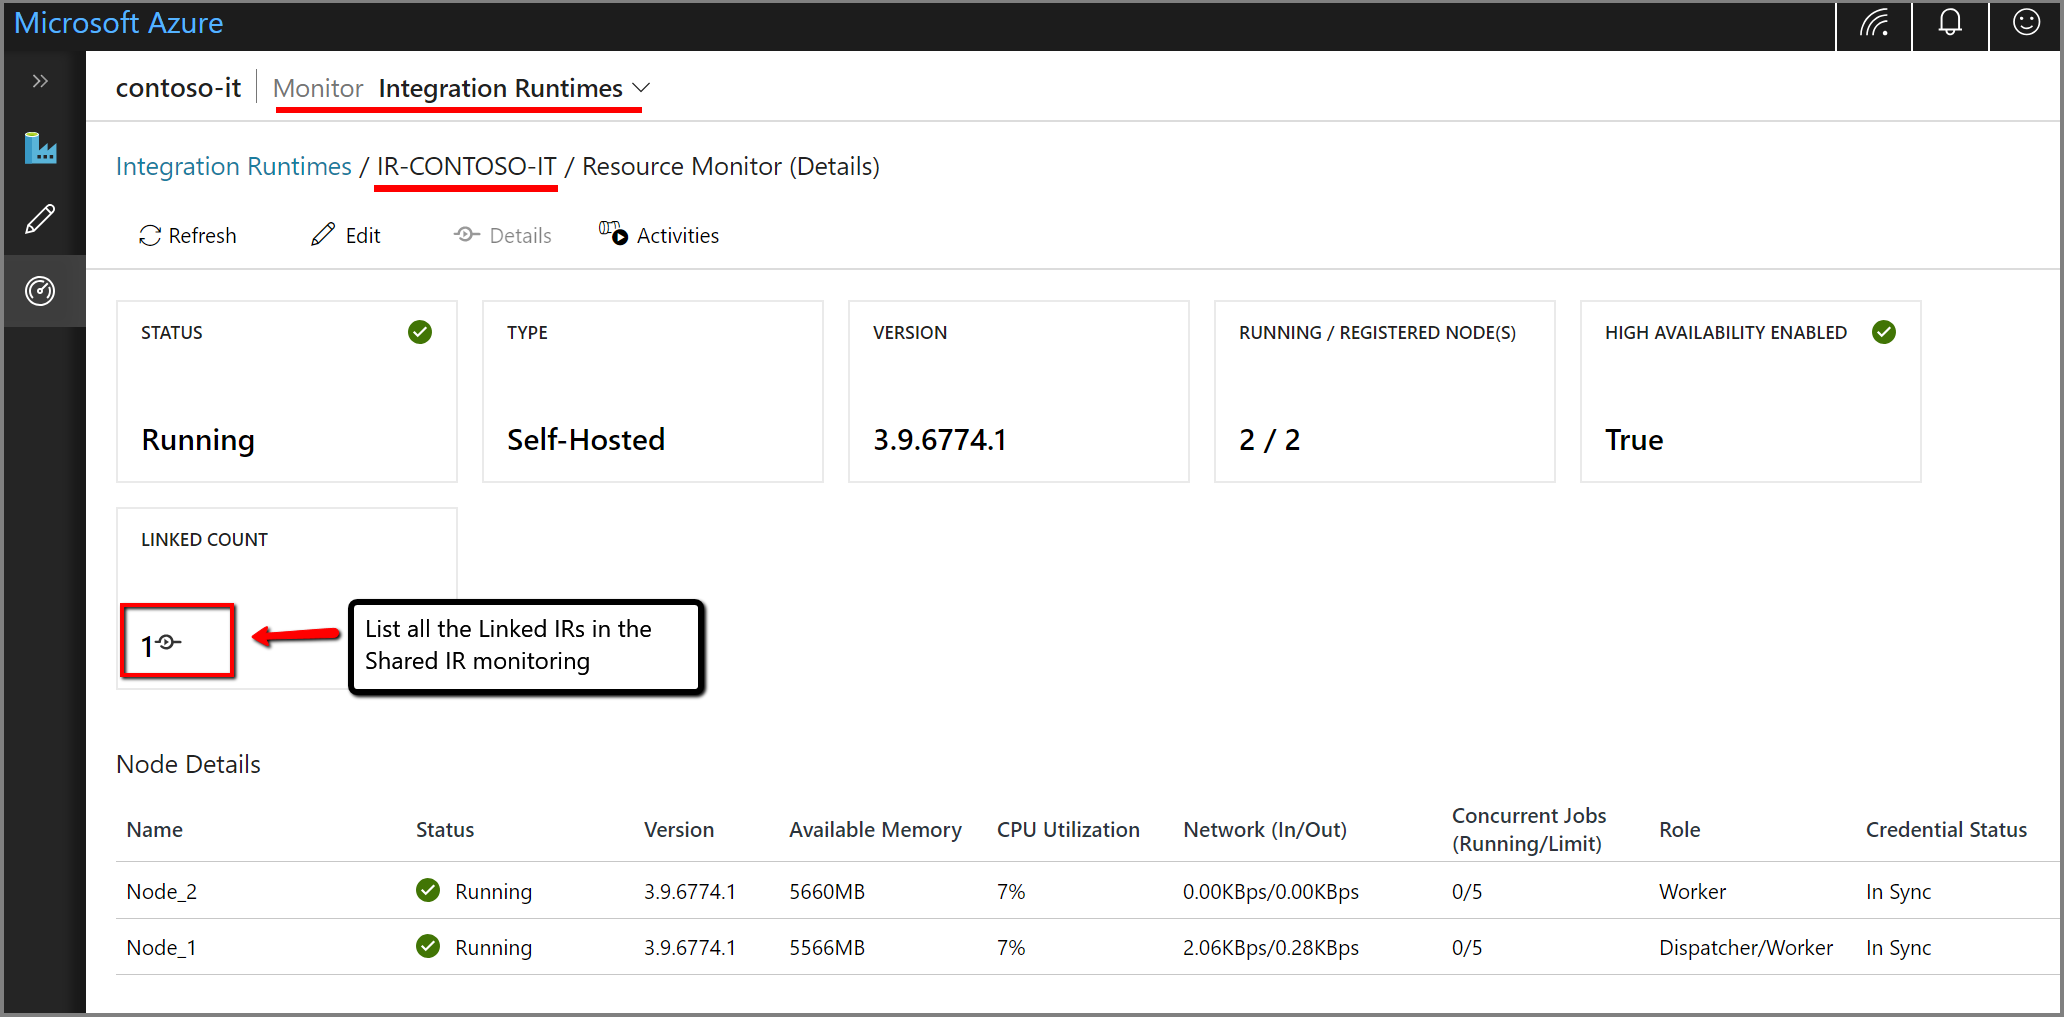 Microsoft Azure
contoso-it Monitor Integration Runtimes
Integration Runtimes / IR-CONTOSO-IT / Resource Monitor (Details)
Refresh Edit Details Activities
STATUS TYPE VERSION RUNNING / REGISTERED NODE(S) HIGH AVAILABILITY ENABLED
Running Self-Hosted 3.9.6774.1 2 / 2 True
LINKED COUNT
1
List all the Linked IRs in the
Shared IR monitoring
Node Details
Name Status Version Available Memory CPU Utilization Network (In/Out) Concurrent Jobs
(Running/Limit) Role Credential Status
Node_2 Running 3.9.6774.1 5660MB 7% 0.00KBps/0.00KBps 0/5 Worker In Sync
Node_1 Running 3.9.6774.1 5566MB 7% 2.06KBps/0.28KBps 0/5 Dispatcher/Worker In Sync